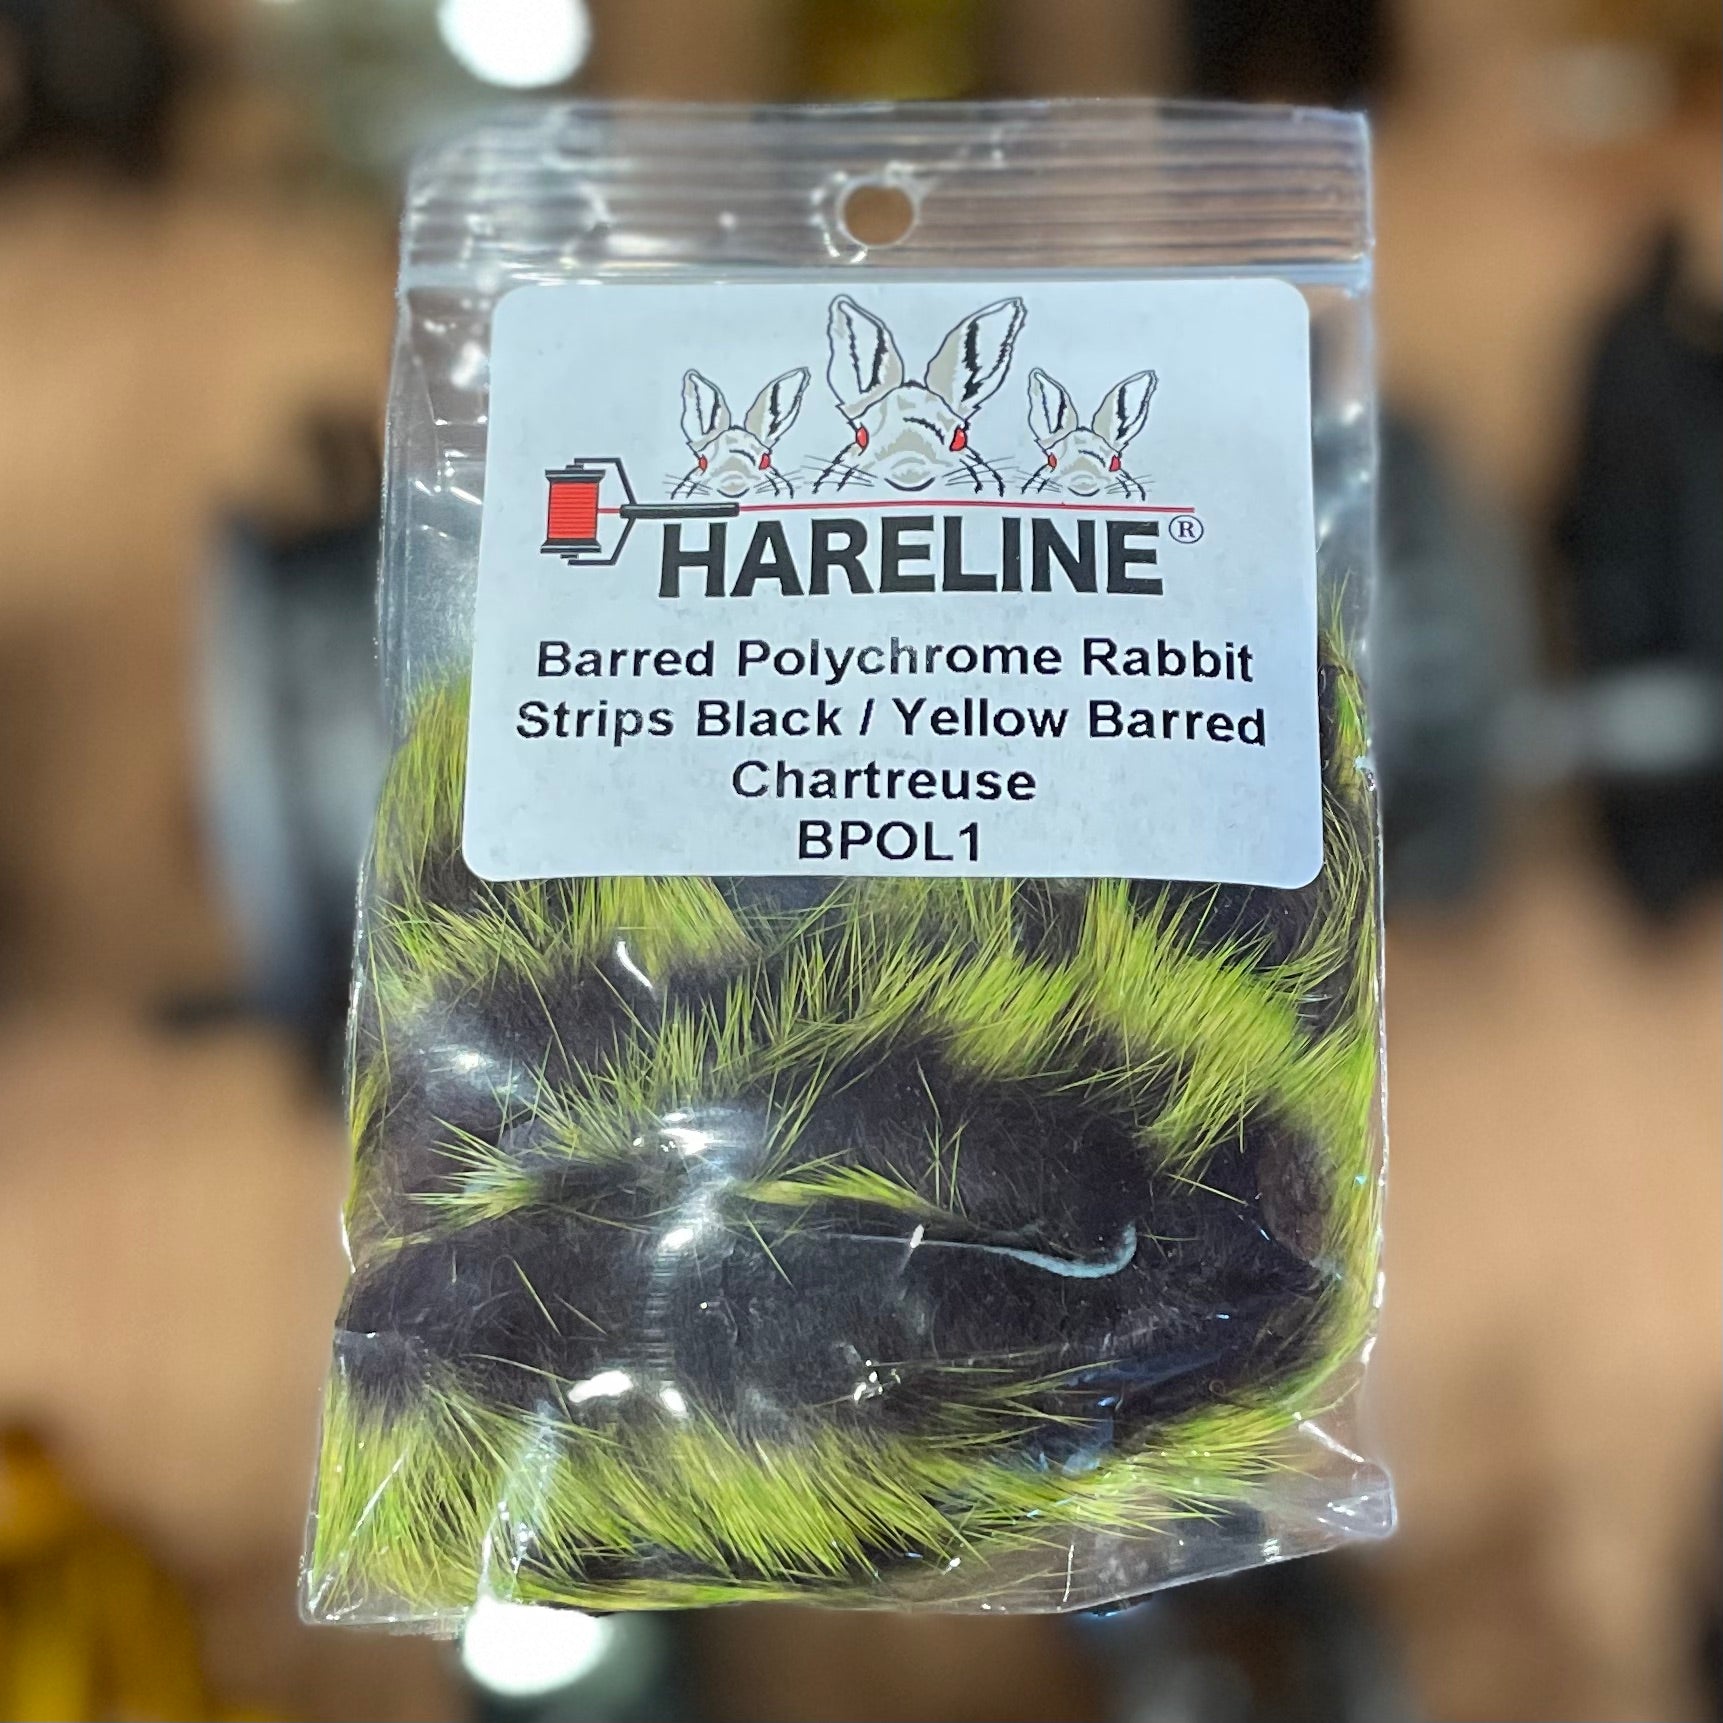 HARELINE®
Barred Polychrome Rabbit
Strips Black / Yellow Barred
Chartreuse
BPOL1